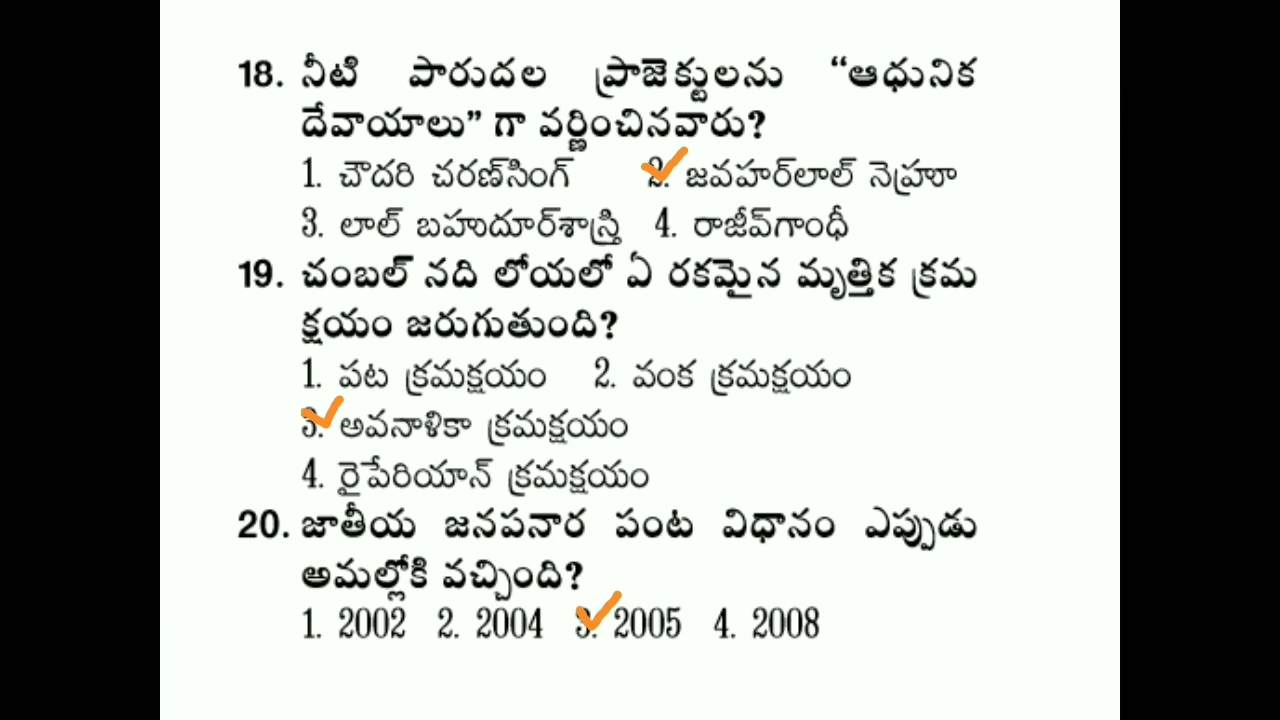 18. నీటి పారుదల ప్రాజెక్టులను “ఆధునిక
దేవాయాలు” గా వర్ణించినవారు?
1. చౌదరి చరణ్‌సింగ్ 2. జవహర్‌లాల్ నెహ్రూ
3. లాల్ బహుదూర్‌శాస్త్రి 4. రాజీవ్‌గాంధీ
19. చంబల్ నది లోయలో ఏ రకమైన మృత్తిక క్రమ
క్షయం జరుగుతుంది?
1. పట క్రమక్షయం 2. వంక క్రమక్షయం
3. అవనాళికా క్రమక్షయం
4. రైపేరియాన్ క్రమక్షయం
20. జాతీయ జనపనార పంట విధానం ఎప్పుడు
అమల్లోకి వచ్చింది?
1. 2002 2. 2004 3. 2005 4. 2008